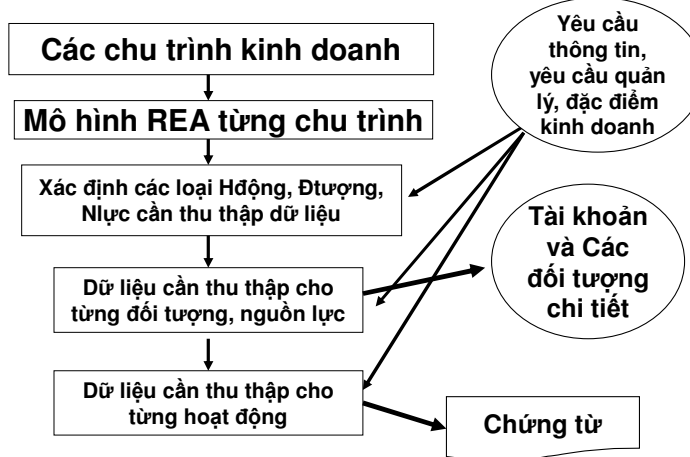 Các chu trình kinh doanh
Mô hình REA từng chu trình
Xác định các loại Hđộng, Đtượng,
Nlực cần thu thập dữ liệu
Dữ liệu cần thu thập cho
từng đối tượng, nguồn lực
Dữ liệu cần thu thập cho
từng hoạt động
Yêu cầu
thông tin,
yêu cầu quản
lý, đặc điểm
kinh doanh
Tài khoản
và Các
đối tượng
chi tiết
Chứng từ